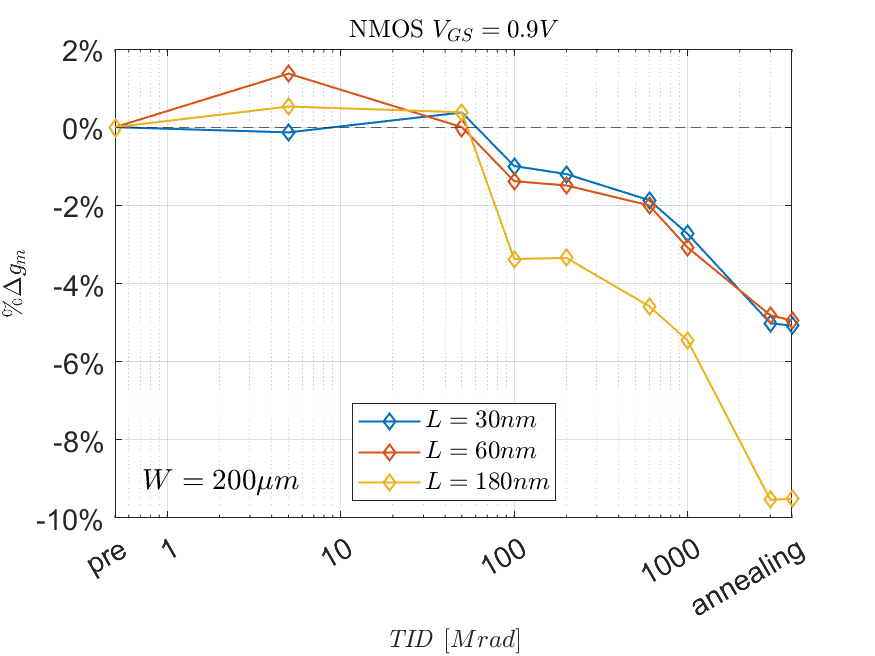 NMOS V_GS = 0.9V
2%
0%
-2%
-4%
-6%
-8%
-10%
%Δg_m
L = 30nm
L = 60nm
L = 180nm
W = 200μm
pre 1 10 100 1000 annealing
TID [Mrad]